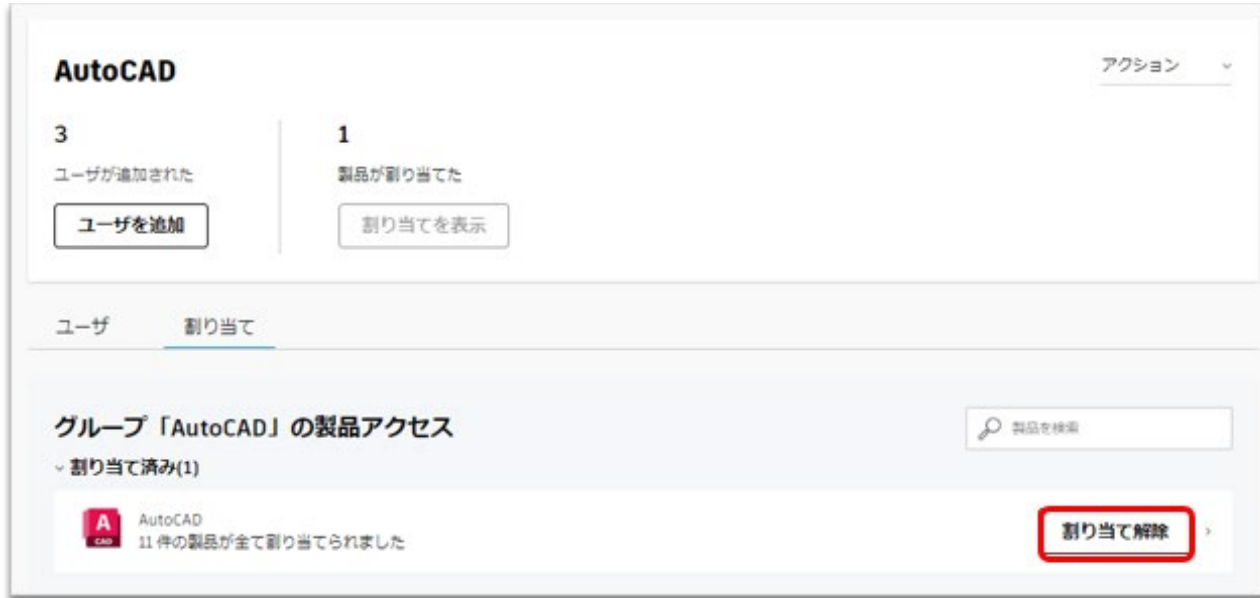 AutoCAD
アクション
3
1
ユーザが追加された
製品が割り当てた
ユーザを追加
割り当てを表示
ユーザ
割り当て
グループ「AutoCAD」の製品アクセス
製品を検索
割り当て済み(1)
A
CAD
AutoCAD
11 件の製品が全て割り当てられました
割り当て解除